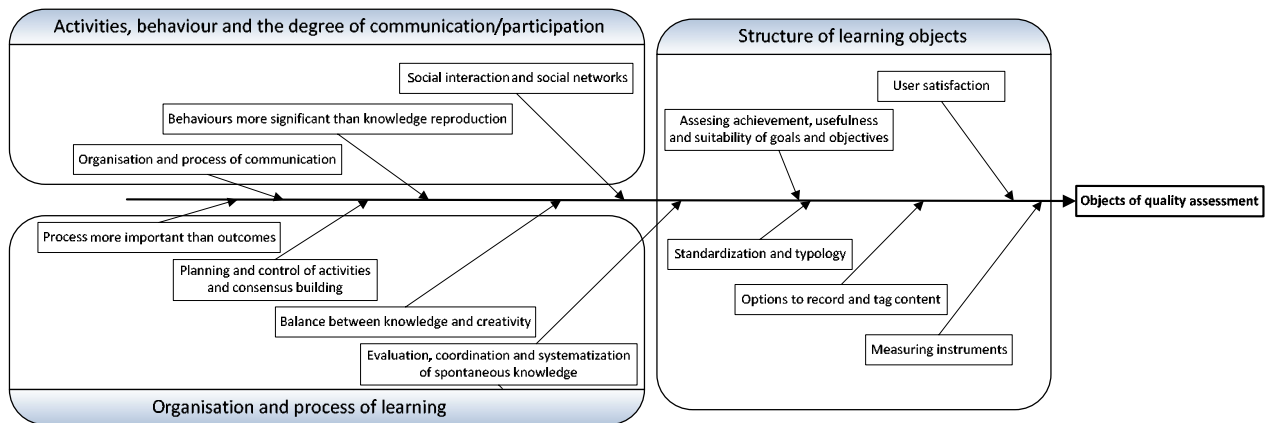 Activities, behaviour and the degree of communication/participation
Structure of learning objects
Social interaction and social networks
User satisfaction
Behaviours more significant than knowledge reproduction
Assesing achievement, usefulness
and suitability of goals and objectives
Organisation and process of communication
Objects of quality assessment
Process more important than outcomes
Standardization and typology
Planning and control of activities
and consensus building
Options to record and tag content
Balance between knowledge and creativity
Measuring instruments
Evaluation, coordination and systematization
of spontaneous knowledge
Organisation and process of learning